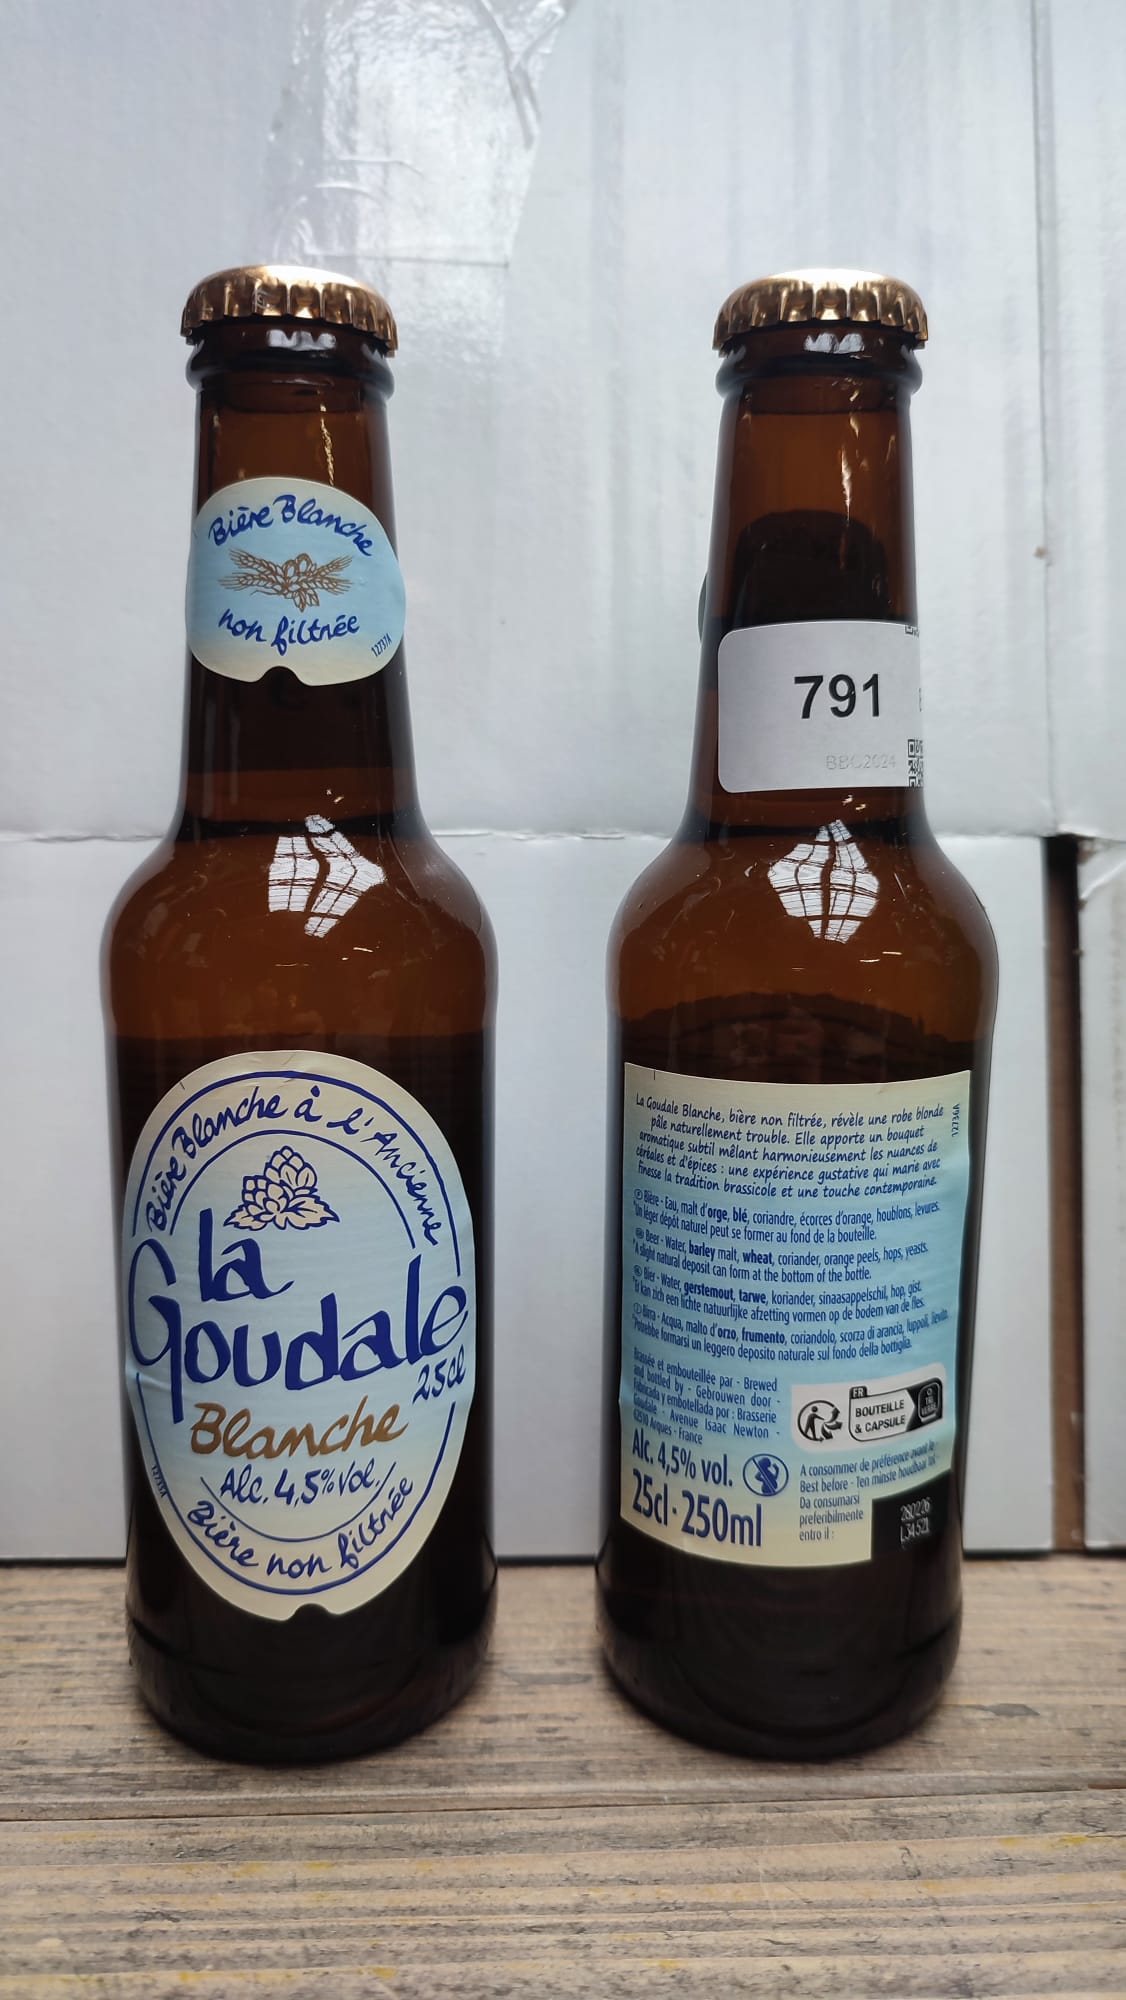 Bière Blanche
non filtrée
12737A
Bière Blanche à l'Ancienne
la
Goudale
25cl
Blanche
Alc. 4,5% Vol.
Bière non filtrée
12735A
791
BBC2024
La Goudale Blanche, bière non filtrée, révèle une robe blonde
pâle naturellement trouble. Elle apporte un bouquet
aromatique subtil mêlant harmonieusement les nuances de
céréales et d'épices : une expérience gustative qui marie avec
finesse la tradition brassicole et une touche contemporaine.
12736A
Bière - Eau, malt d'orge, blé, coriandre, écorces d'orange, houblons, levures.
*Un léger dépôt naturel peut se former au fond de la bouteille.
Beer - Water, barley malt, wheat, coriander, orange peels, hops, yeasts.
*A slight natural deposit can form at the bottom of the bottle.
Bier - Water, gerstemout, tarwe, koriander, sinaasappelschil, hop, gist.
*Er kan zich een lichte natuurlijke afzetting vormen op de bodem van de fles.
Birra - Acqua, malto d'orzo, frumento, coriandolo, scorza di arancia, luppoli, lievito.
*Potrebbe formarsi un leggero deposito naturale sul fondo della bottiglia.
Brassée et embouteillée par - Brewed
and bottled by - Gebrouwen door -
Fabricada y embotellada por : Brasserie
Goudale - Avenue Isaac Newton -
62510 Arques - France
FR
BOUTEILLE
& CAPSULE
Alc. 4,5% vol.
25cl - 250ml
A consommer de préférence avant le -
Best before - Ten minste houdbaar tot -
Da consumarsi
preferibilmente
entro il :
280226
L34521